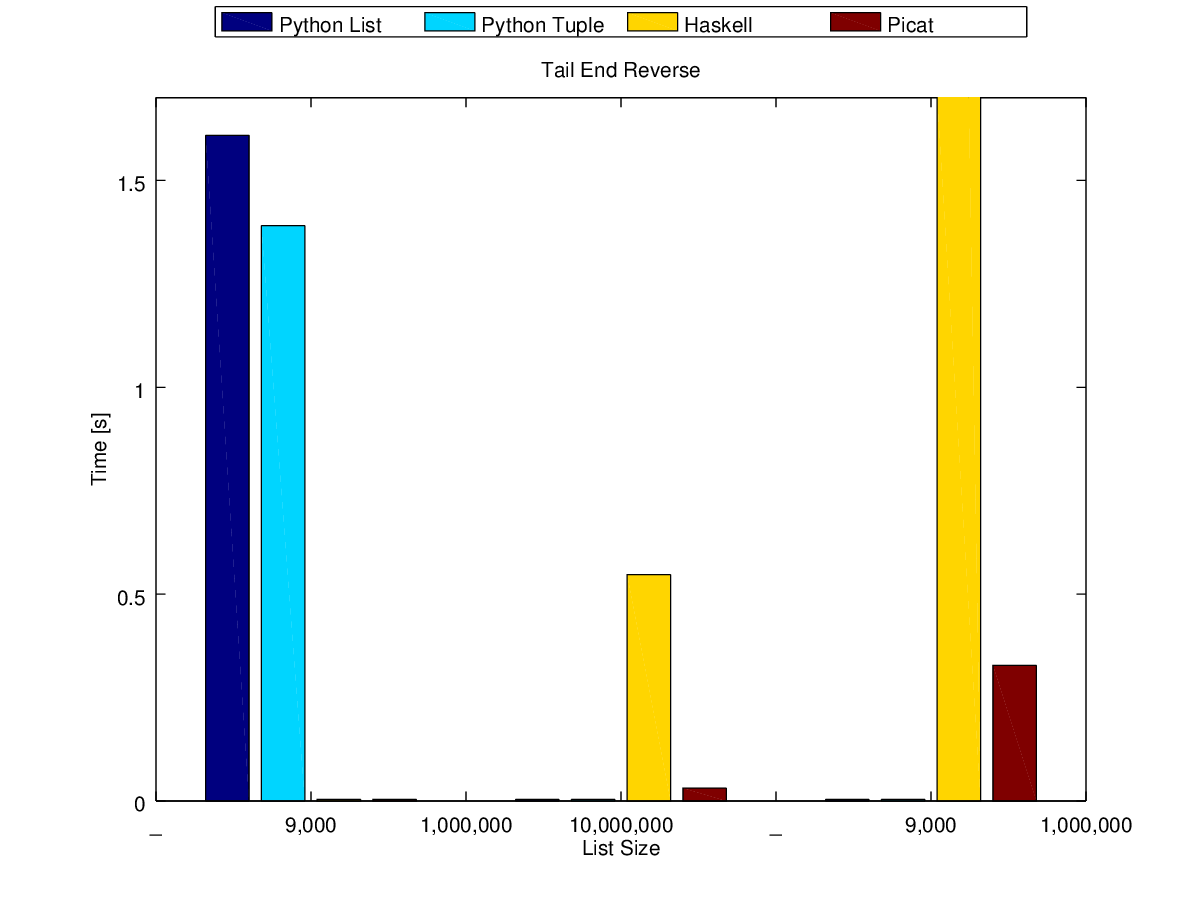 Python List Python Tuple Haskell Picat
Tail End Reverse
1.5
1
0.5
0
Time [s]
_ 9,000 1,000,000 10,000,000 _ 9,000 1,000,000
List Size